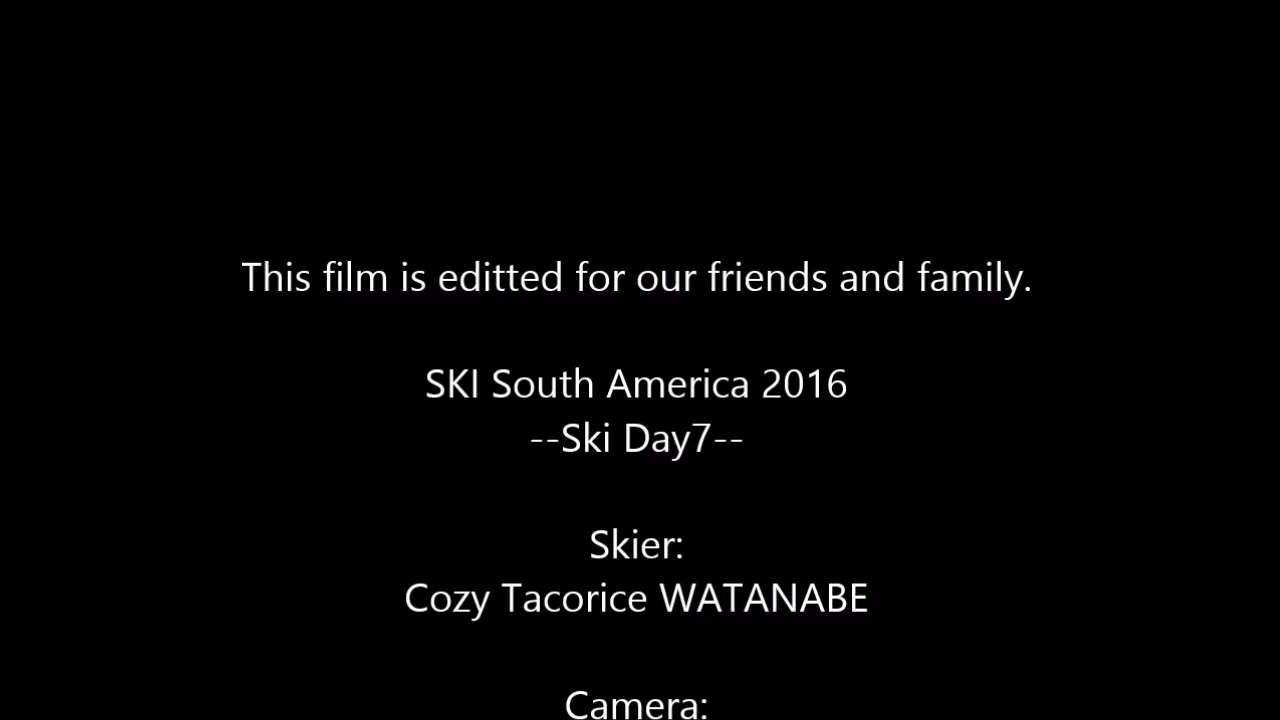 This film is editted for our friends and family.
SKI South America 2016
--Ski Day7--
Skier:
Cozy Tacorice WATANABE
Camera: